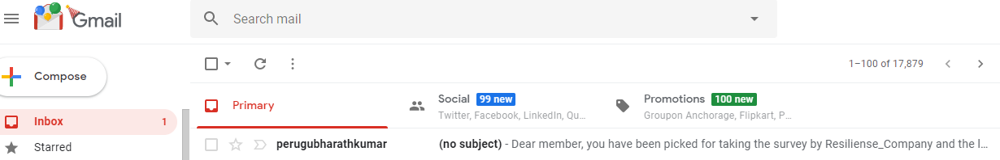 Gmail
Search mail
Compose
1–100 of 17,879
Primary
Social 99 new
Twitter, Facebook, LinkedIn, Qu...
Promotions 100 new
Groupon Anchorage, Flipkart, P...
Inbox 1
Starred
perugubharathkumar (no subject) - Dear member, you have been picked for taking the survey by Resiliense_Company and the l...